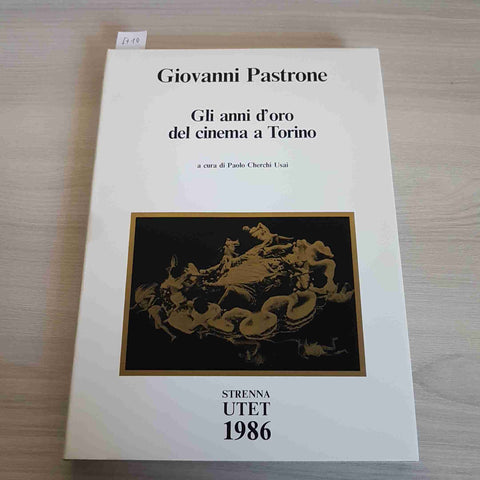 Giovanni Pastrone
Gli anni d'oro
del cinema a Torino
a cura di Paolo Cherchi Usai
STRENNA
UTET
1986